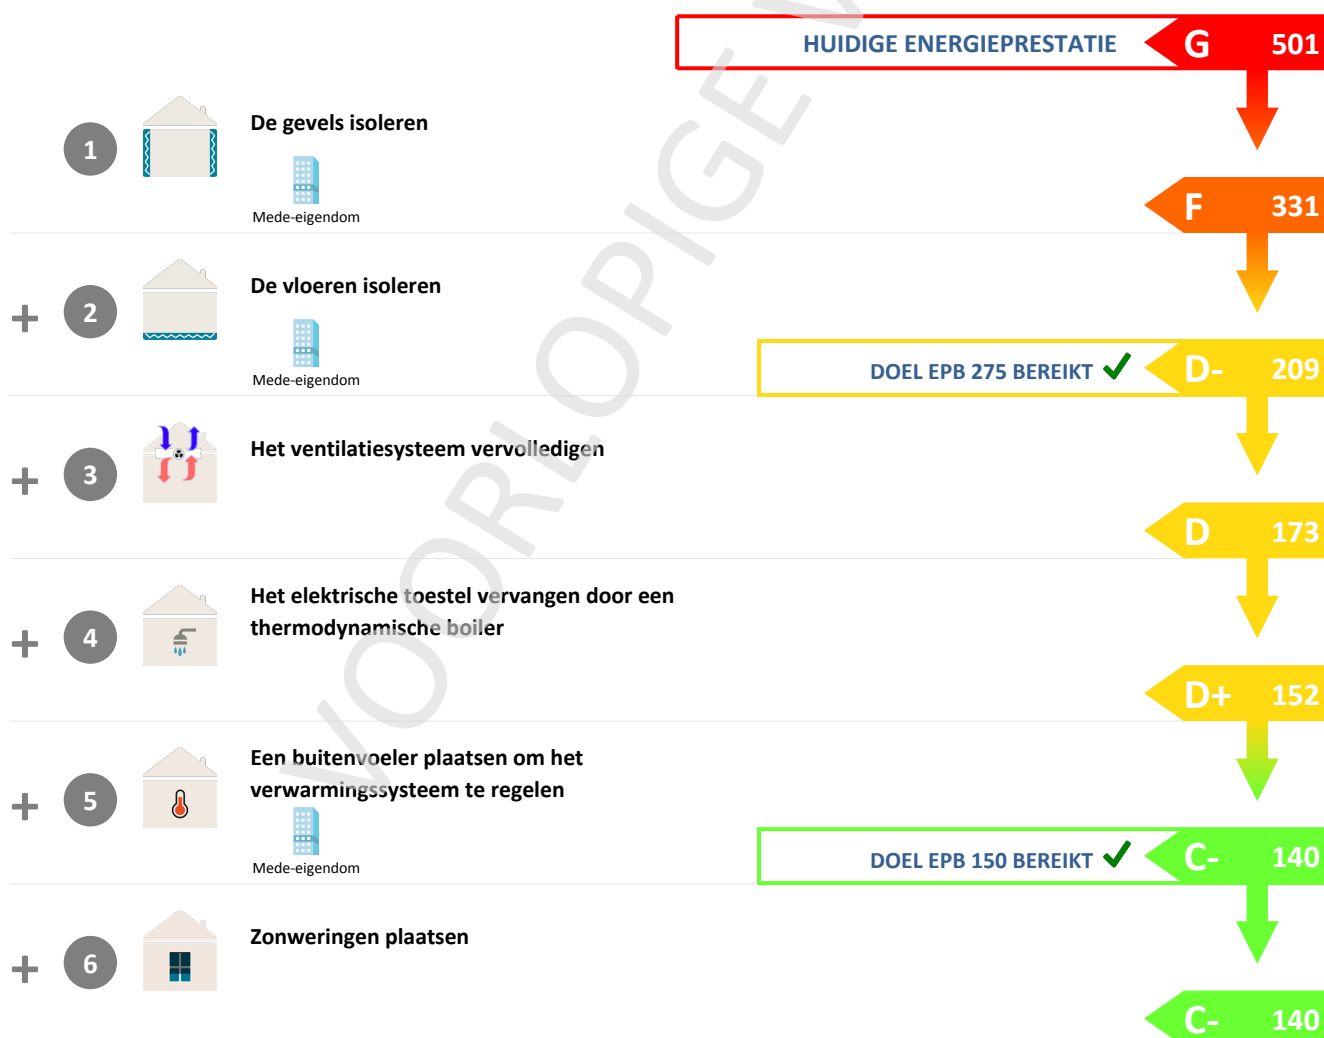 HUIDIGE ENERGIEPRESTATIE G 501
1 De gevels isoleren
Mede-eigendom
F 331
+ 2 De vloeren isoleren
Mede-eigendom
DOEL EPB 275 BEREIKT D- 209
+ 3 Het ventilatiesysteem vervolledigen
D 173
+ 4 Het elektrische toestel vervangen door een
thermodynamische boiler
D+ 152
+ 5 Een buitenvoeler plaatsen om het
verwarmingssysteem te regelen
Mede-eigendom
DOEL EPB 150 BEREIKT C- 140
+ 6 Zonweringen plaatsen
C- 140
VOORLOPIGE V